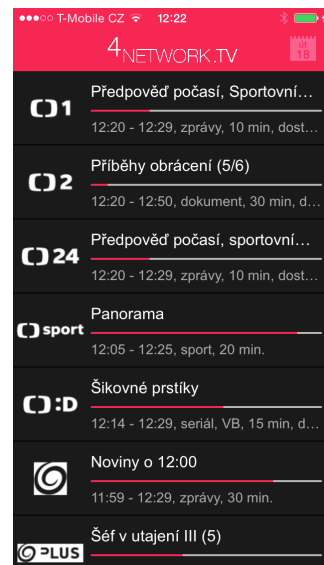 T-Mobile CZ 12:22
4NETWORK.TV
út
18
1
Předpověď počasí, Sportovní…
12:20 - 12:29, zprávy, 10 min, dost…
2
Příběhy obrácení (5/6)
12:20 - 12:50, dokument, 30 min, d…
24
Předpověď počasí, sportovní…
12:20 - 12:29, zprávy, 10 min, dost…
sport
Panorama
12:05 - 12:25, sport, 20 min.
:D
Šikovné prstíky
12:14 - 12:29, seriál, VB, 15 min, d…
Noviny o 12:00
11:59 - 12:29, zprávy, 30 min.
PLUS
Šéf v utajení III (5)